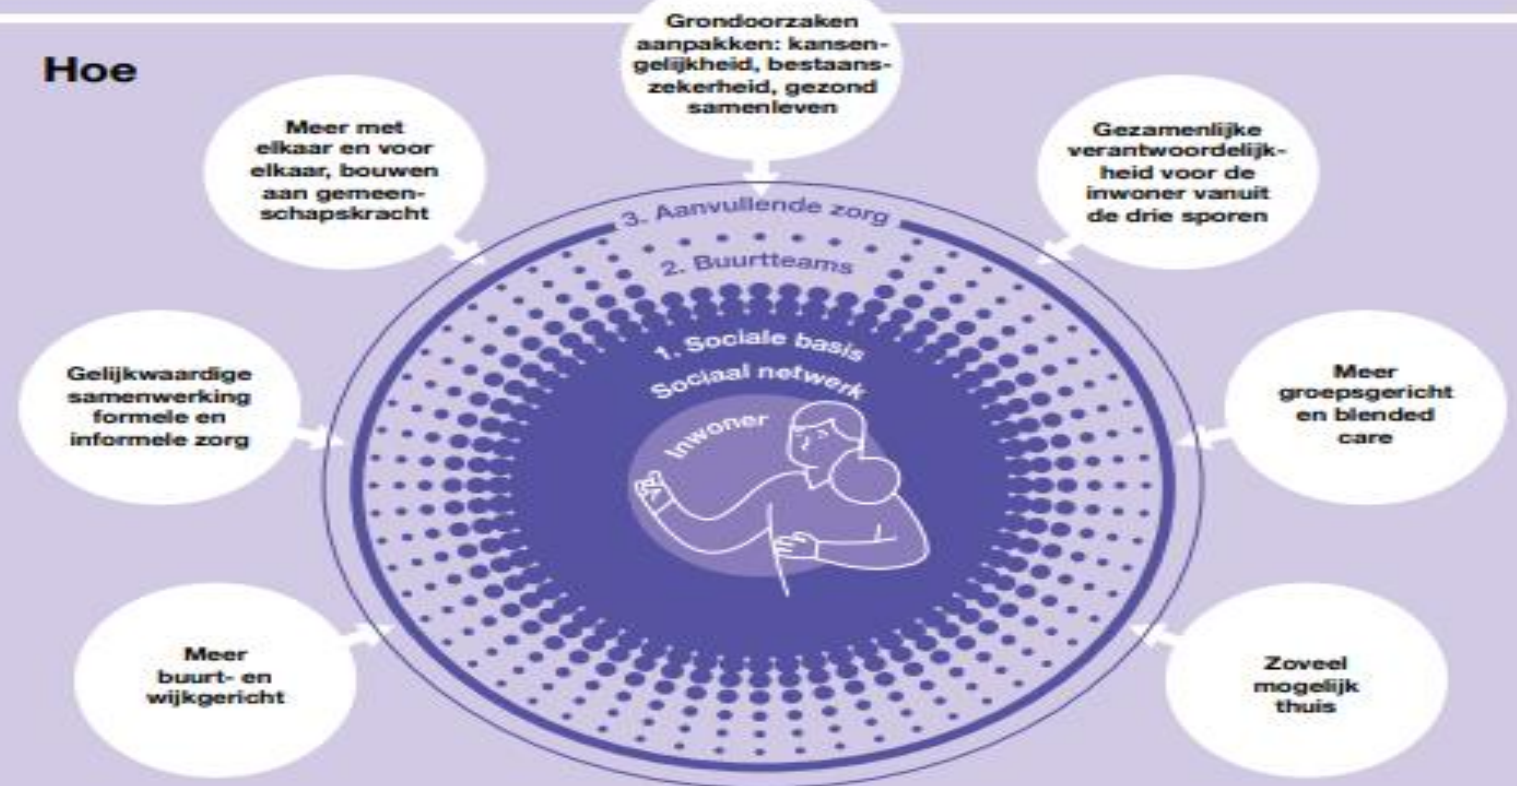 Hoe
Grondoorzaken
aanpakken: kansen-
gelijkheid, bestaans-
zekerheid, gezond
samenleven
Meer met
elkaar en voor
elkaar, bouwen
aan gemeen-
schapskracht
Gezamenlijke
verantwoordelijk-
heid voor de
inwoner vanuit
de drie sporen
3. Aanvullende zorg
2. Buurtteams
1. Sociale basis
Sociaal netwerk
Inwoner
Gelijkwaardige
samenwerking
formele en
informele zorg
Meer
groepsgericht
en blended
care
Meer
buurt- en
wijkgericht
Zoveel
mogelijk
thuis